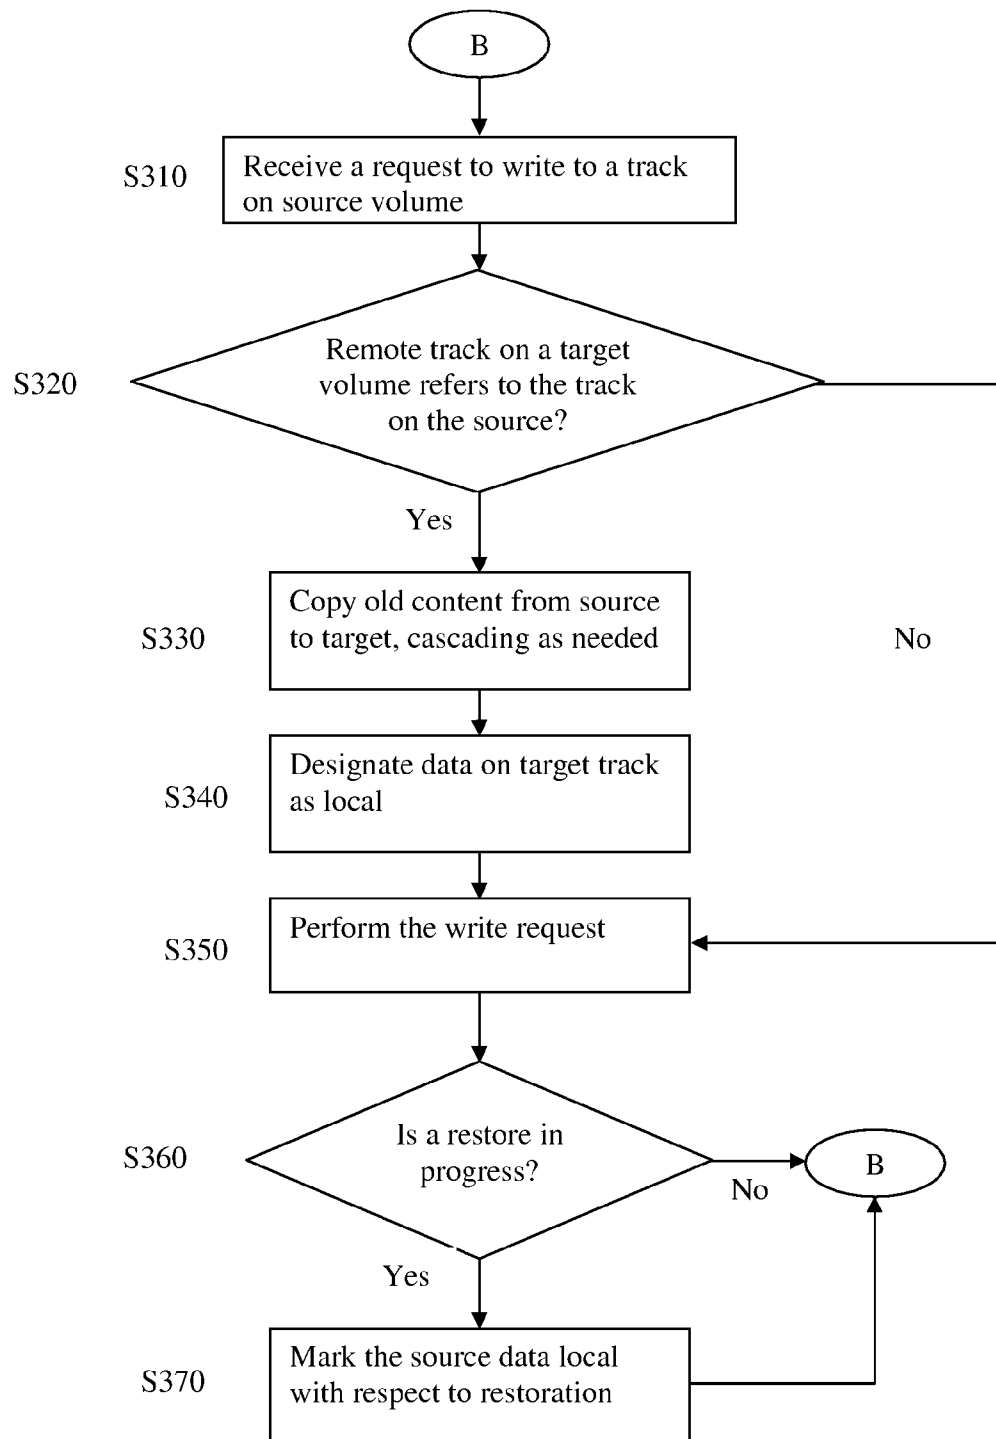 B
S310
Receive a request to write to a track
on source volume
S320
Remote track on a target
volume refers to the track
on the source?
Yes
S330
Copy old content from source
to target, cascading as needed
No
S340
Designate data on target track
as local
S350
Perform the write request
S360
Is a restore in
progress?
No
B
Yes
S370
Mark the source data local
with respect to restoration